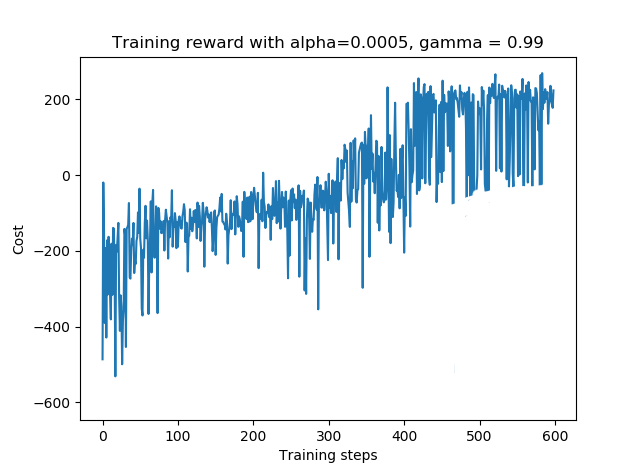 Training reward with alpha=0.0005, gamma = 0.99
200
0
−200
−400
−600
Cost
0 100 200 300 400 500 600
Training steps